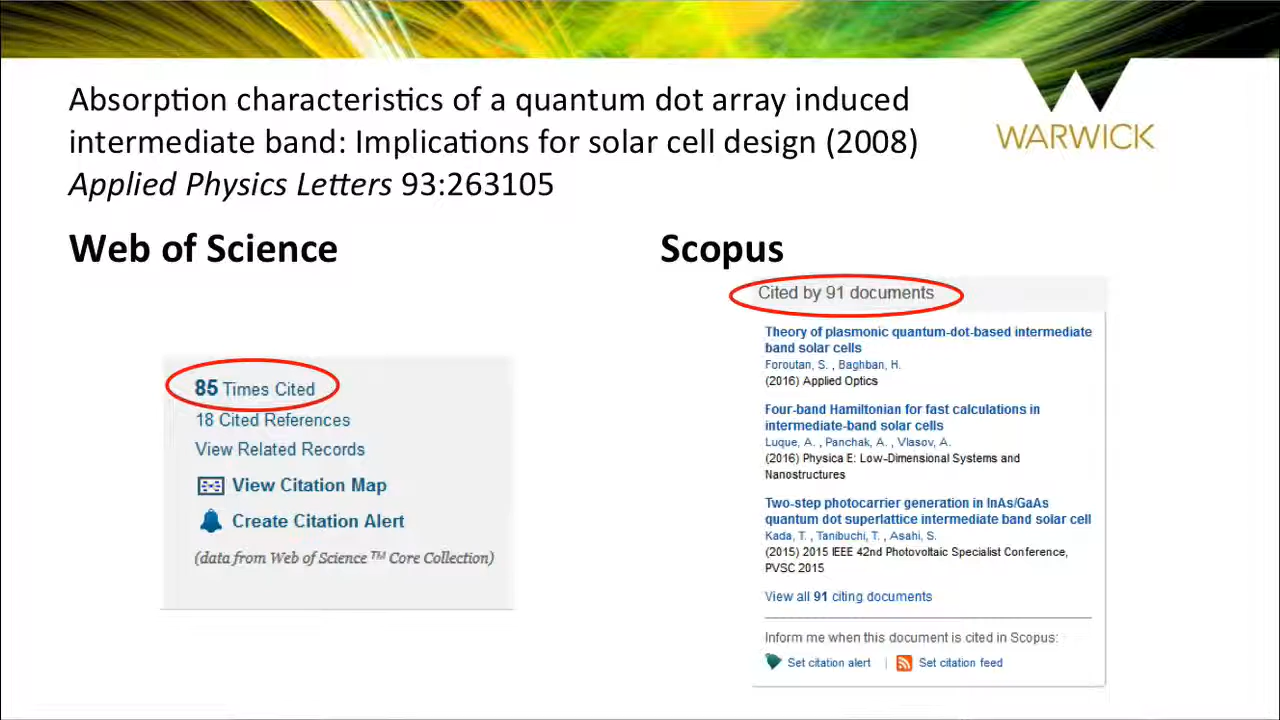 Absorption characteristics of a quantum dot array induced
intermediate band: Implications for solar cell design (2008)
Applied Physics Letters 93:263105
WARWICK
Web of Science
85 Times Cited
18 Cited References
View Related Records
View Citation Map
Create Citation Alert
(data from Web of Science ™ Core Collection)
Scopus
Cited by 91 documents
Theory of plasmonic quantum-dot-based intermediate
band solar cells
Foroutan, S. , Baghban, H.
(2016) Applied Optics
Four-band Hamiltonian for fast calculations in
intermediate-band solar cells
Luque, A. , Panchak, A. , Vlasov, A.
(2016) Physica E: Low-Dimensional Systems and
Nanostructures
Two-step photocarrier generation in InAs/GaAs
quantum dot superlattice intermediate band solar cell
Kada, T. , Tanibuchi, T. , Asahi, S.
(2015) 2015 IEEE 42nd Photovoltaic Specialist Conference,
PVSC 2015
View all 91 citing documents
Inform me when this document is cited in Scopus:
Set citation alert | Set citation feed